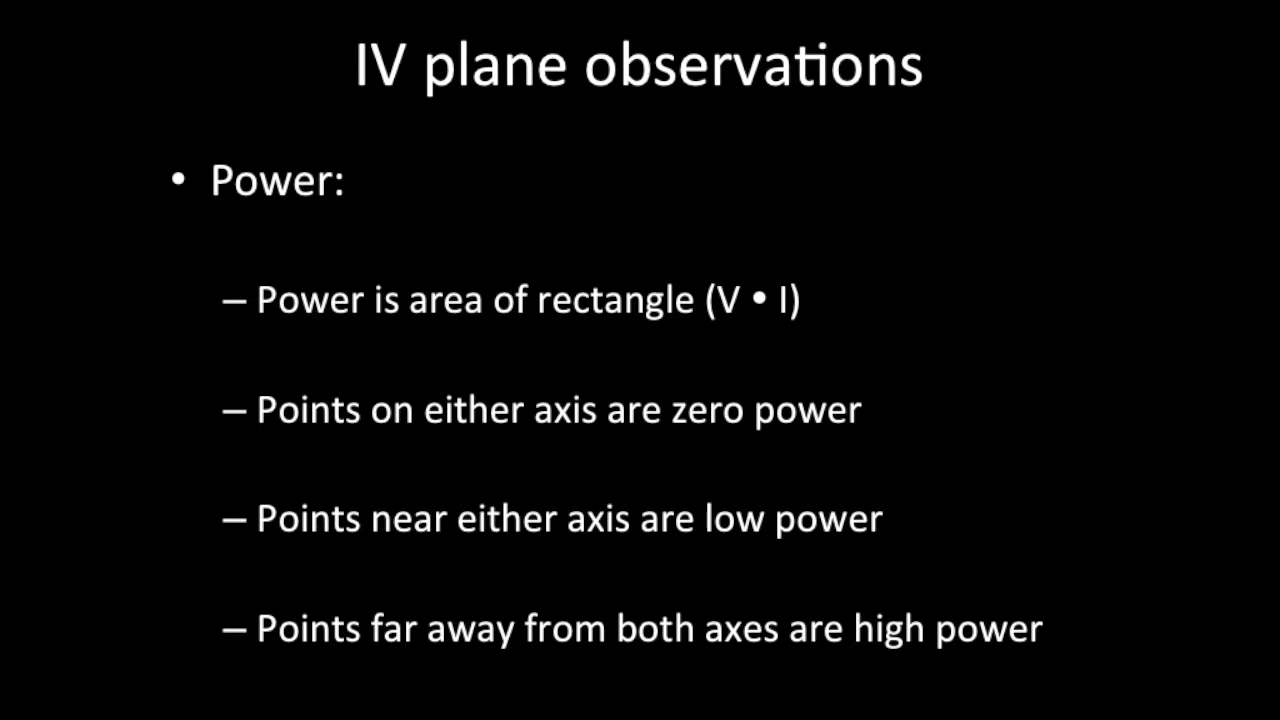 IV plane observations
• Power:
– Power is area of rectangle (V • I)
– Points on either axis are zero power
– Points near either axis are low power
– Points far away from both axes are high power